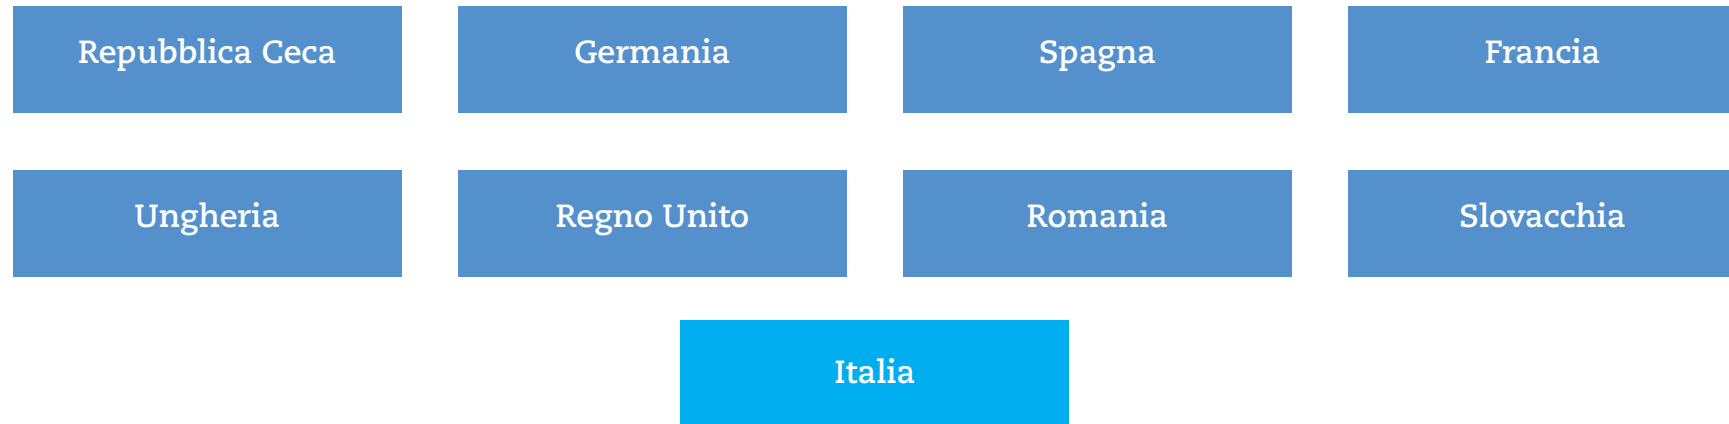 Repubblica Ceca
Germania
Spagna
Francia
Ungheria
Regno Unito
Romania
Slovacchia
Italia